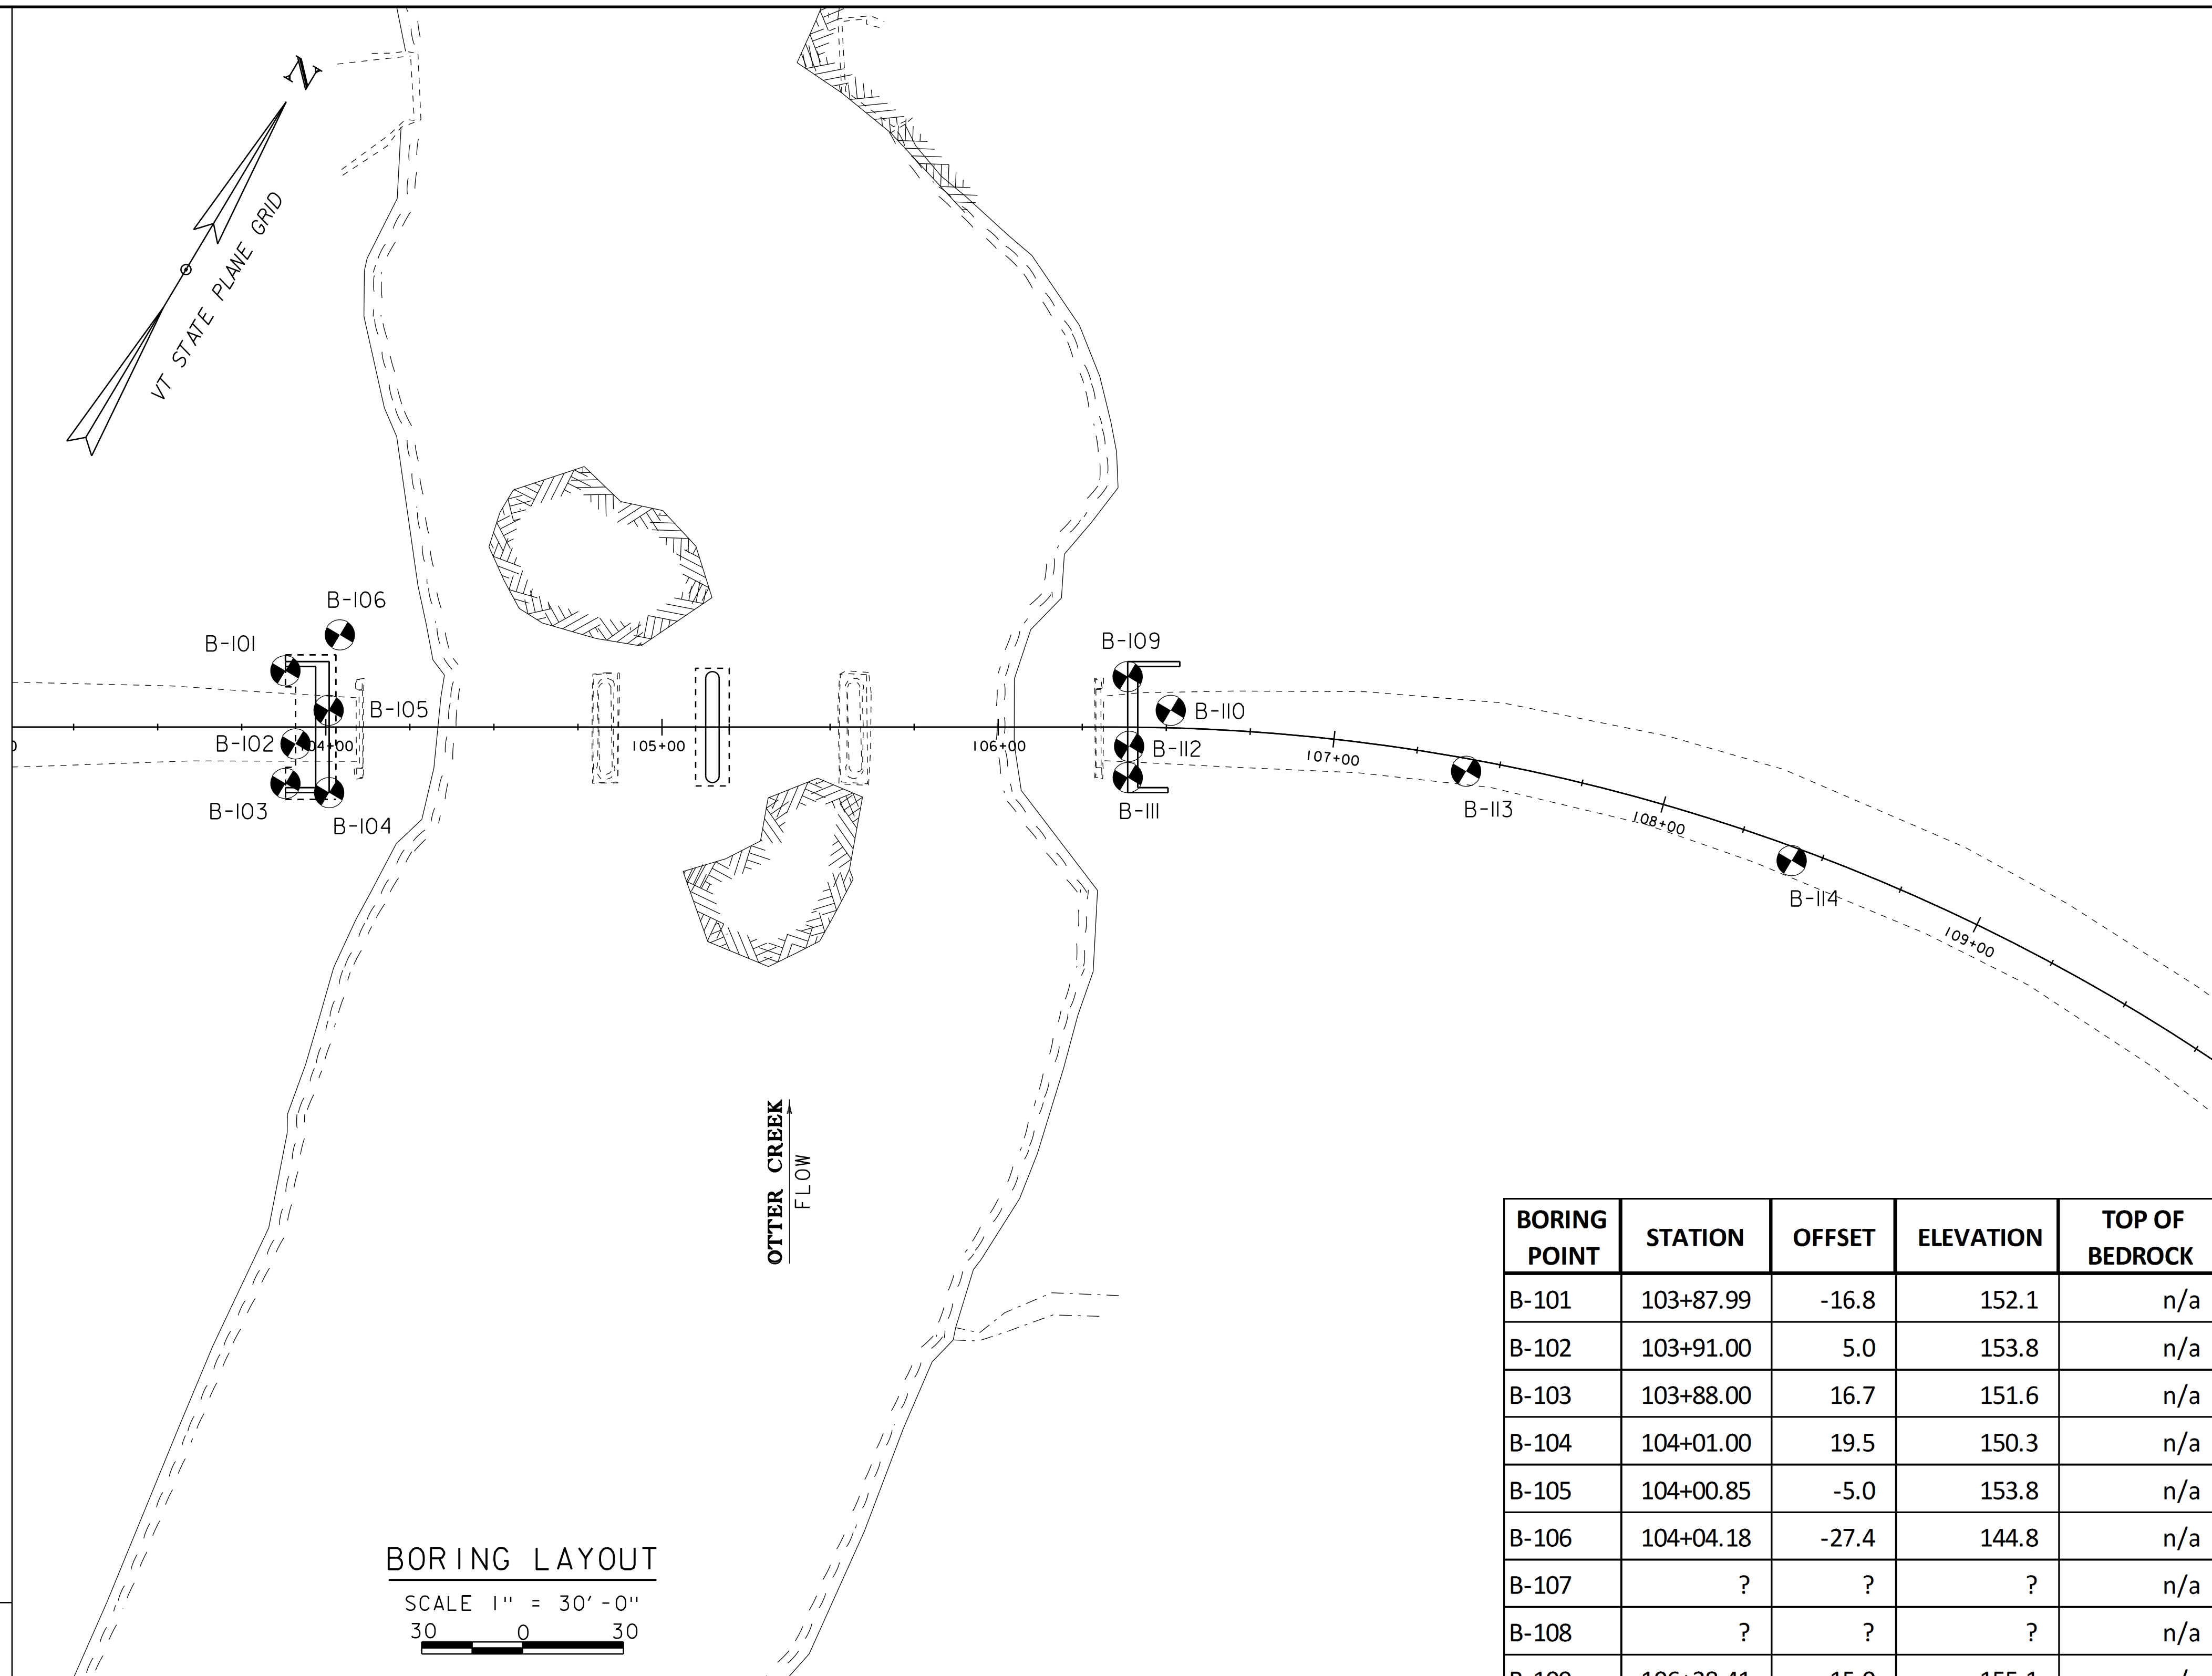 N
VT STATE PLANE GRID
B-106
B-101
B-105
B-102
104+00
B-103
B-104
105+00
106+00
B-109
B-110
B-112
B-111
107+00
B-113
108+00
B-114
109+00
OTTER CREEK
FLOW
BORING LAYOUT
SCALE 1" = 30'-0"
30 0 30
BORING POINT STATION OFFSET ELEVATION TOP OF BEDROCK
B-101 103+87.99 -16.8 152.1 n/a
B-102 103+91.00 5.0 153.8 n/a
B-103 103+88.00 16.7 151.6 n/a
B-104 104+01.00 19.5 150.3 n/a
B-105 104+00.85 -5.0 153.8 n/a
B-106 104+04.18 -27.4 144.8 n/a
B-107 ? ? ? n/a
B-108 ? ? ? n/a